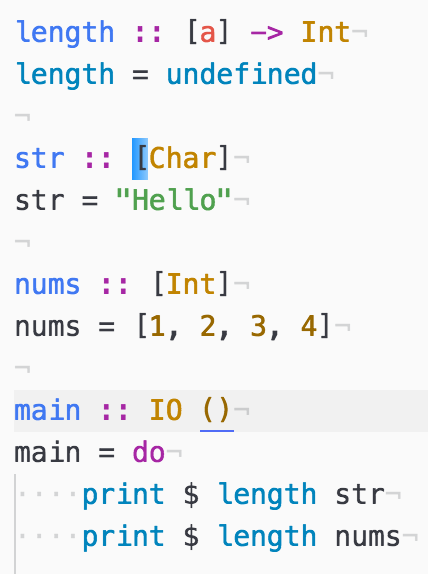 length :: [a] -> Int¬
length = undefined¬
¬
str :: [Char]¬
str = "Hello"¬
¬
nums :: [Int]¬
nums = [1, 2, 3, 4]¬
¬
main :: IO ()¬
main = do¬
····print $ length str¬
····print $ length nums¬